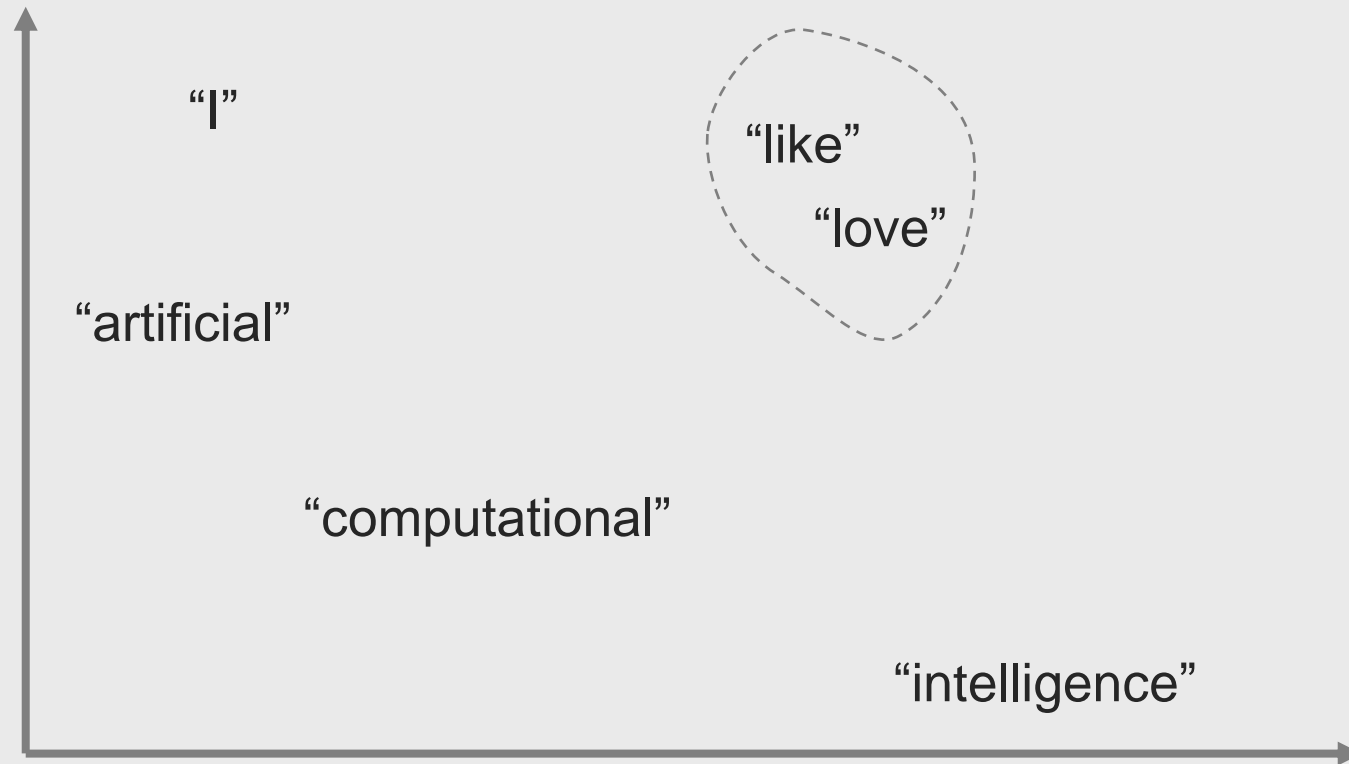 “I”
“like”
“love”
“artificial”
“computational”
“intelligence”